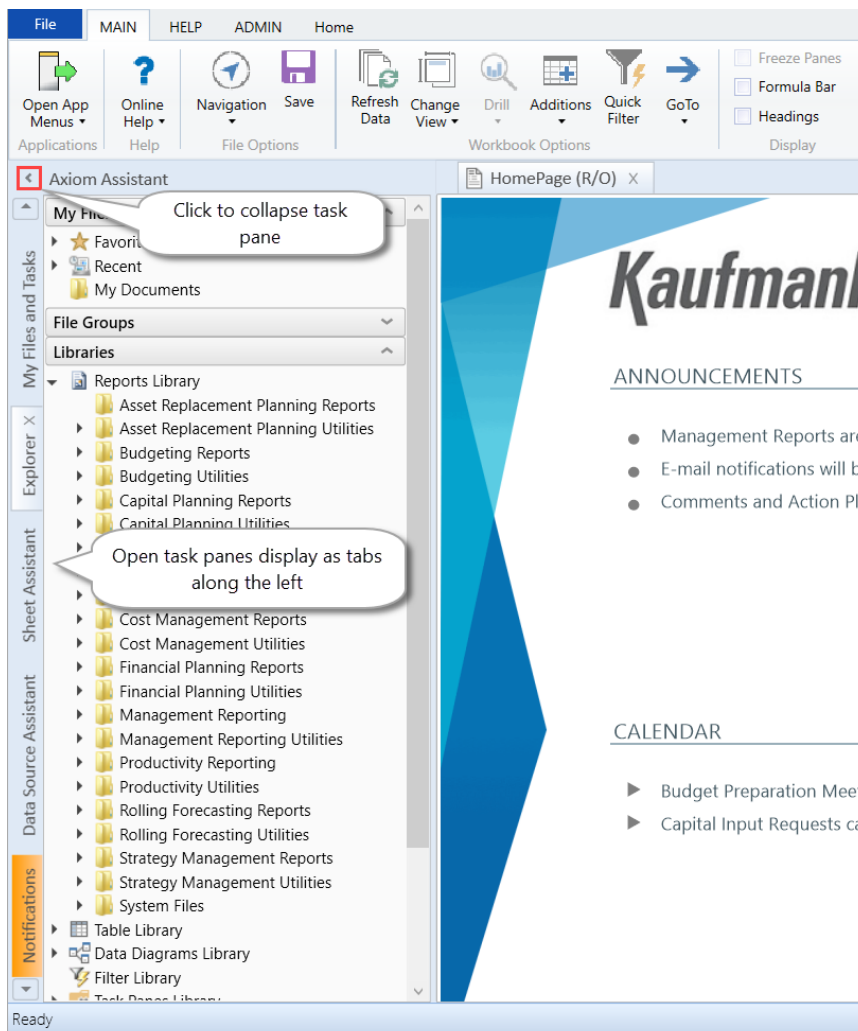 File MAIN HELP ADMIN Home
Open App Menus
Online Help
Navigation
Save
Refresh Data
Change View
Drill
Additions
Quick Filter
GoTo
Freeze Panes
Formula Bar
Headings
Applications Help File Options Workbook Options Display
Axiom Assistant
HomePage (R/O) X
Click to collapse task
pane
My Files and Tasks
Explorer X
Sheet Assistant
Data Source Assistant
Notifications
My
Recent
My Documents
File Groups
Libraries
Reports Library
Asset Replacement Planning Reports
Asset Replacement Planning Utilities
Budgeting Reports
Budgeting Utilities
Capital Planning Reports
Capital Planning Utilities
Open task panes display as tabs
along the left
Cost Management Reports
Cost Management Utilities
Financial Planning Reports
Financial Planning Utilities
Management Reporting
Management Reporting Utilities
Productivity Reporting
Productivity Utilities
Rolling Forecasting Reports
Rolling Forecasting Utilities
Strategy Management Reports
Strategy Management Utilities
System Files
Table Library
Data Diagrams Library
Filter Library
Task Panes Library
ANNOUNCEMENTS
Management Reports are
E-mail notifications will
Comments and Action
CALENDAR
Budget Preparation
Capital Input Requests
Ready